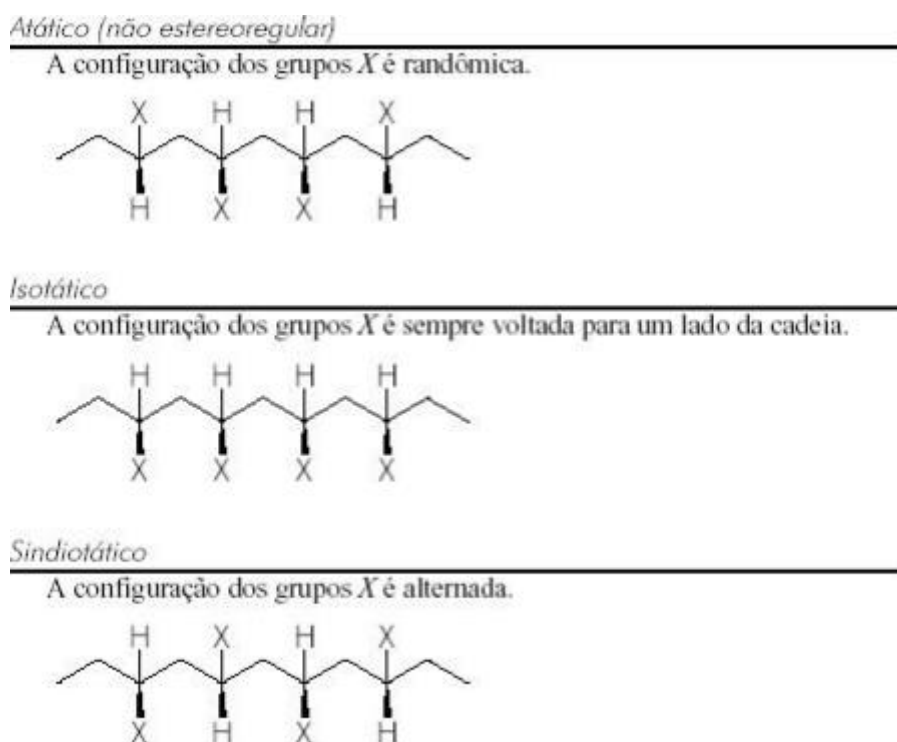 Atático (não estereoregular)
A configuração dos grupos X é randômica.
X H H X
H X X H
Isotático
A configuração dos grupos X é sempre voltada para um lado da cadeia.
H H H H
X X X X
Sindiotático
A configuração dos grupos X é alternada.
H X H X
X H X H